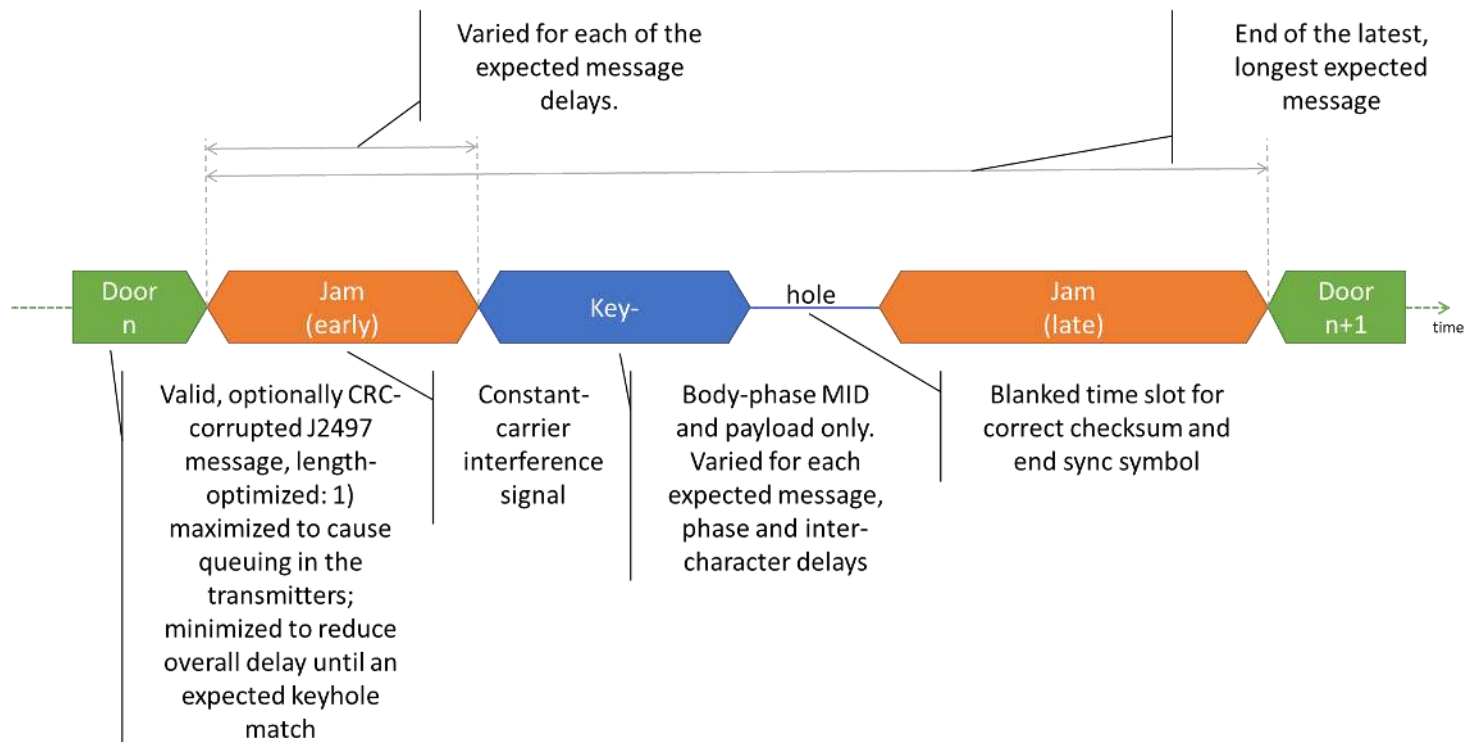 Varied for each of the
expected message
delays.
End of the latest,
longest expected
message
Door
n
Jam
(early)
Key-
hole
Jam
(late)
Door
n+1
time
Valid, optionally CRC-
corrupted J2497
message, length-
optimized: 1)
maximized to cause
queuing in the
transmitters;
minimized to reduce
overall delay until an
expected keyhole
match
Constant-
carrier
interference
signal
Body-phase MID
and payload only.
Varied for each
expected message,
phase and inter-
character delays
Blanked time slot for
correct checksum and
end sync symbol